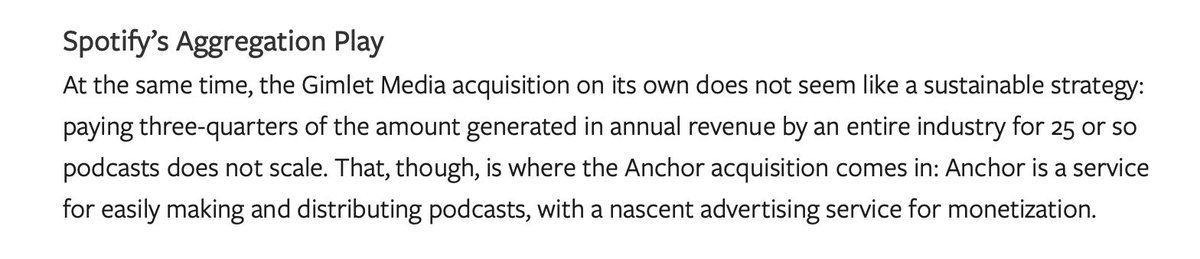 Spotify’s Aggregation Play
At the same time, the Gimlet Media acquisition on its own does not seem like a sustainable strategy:
paying three-quarters of the amount generated in annual revenue by an entire industry for 25 or so
podcasts does not scale. That, though, is where the Anchor acquisition comes in: Anchor is a service
for easily making and distributing podcasts, with a nascent advertising service for monetization.